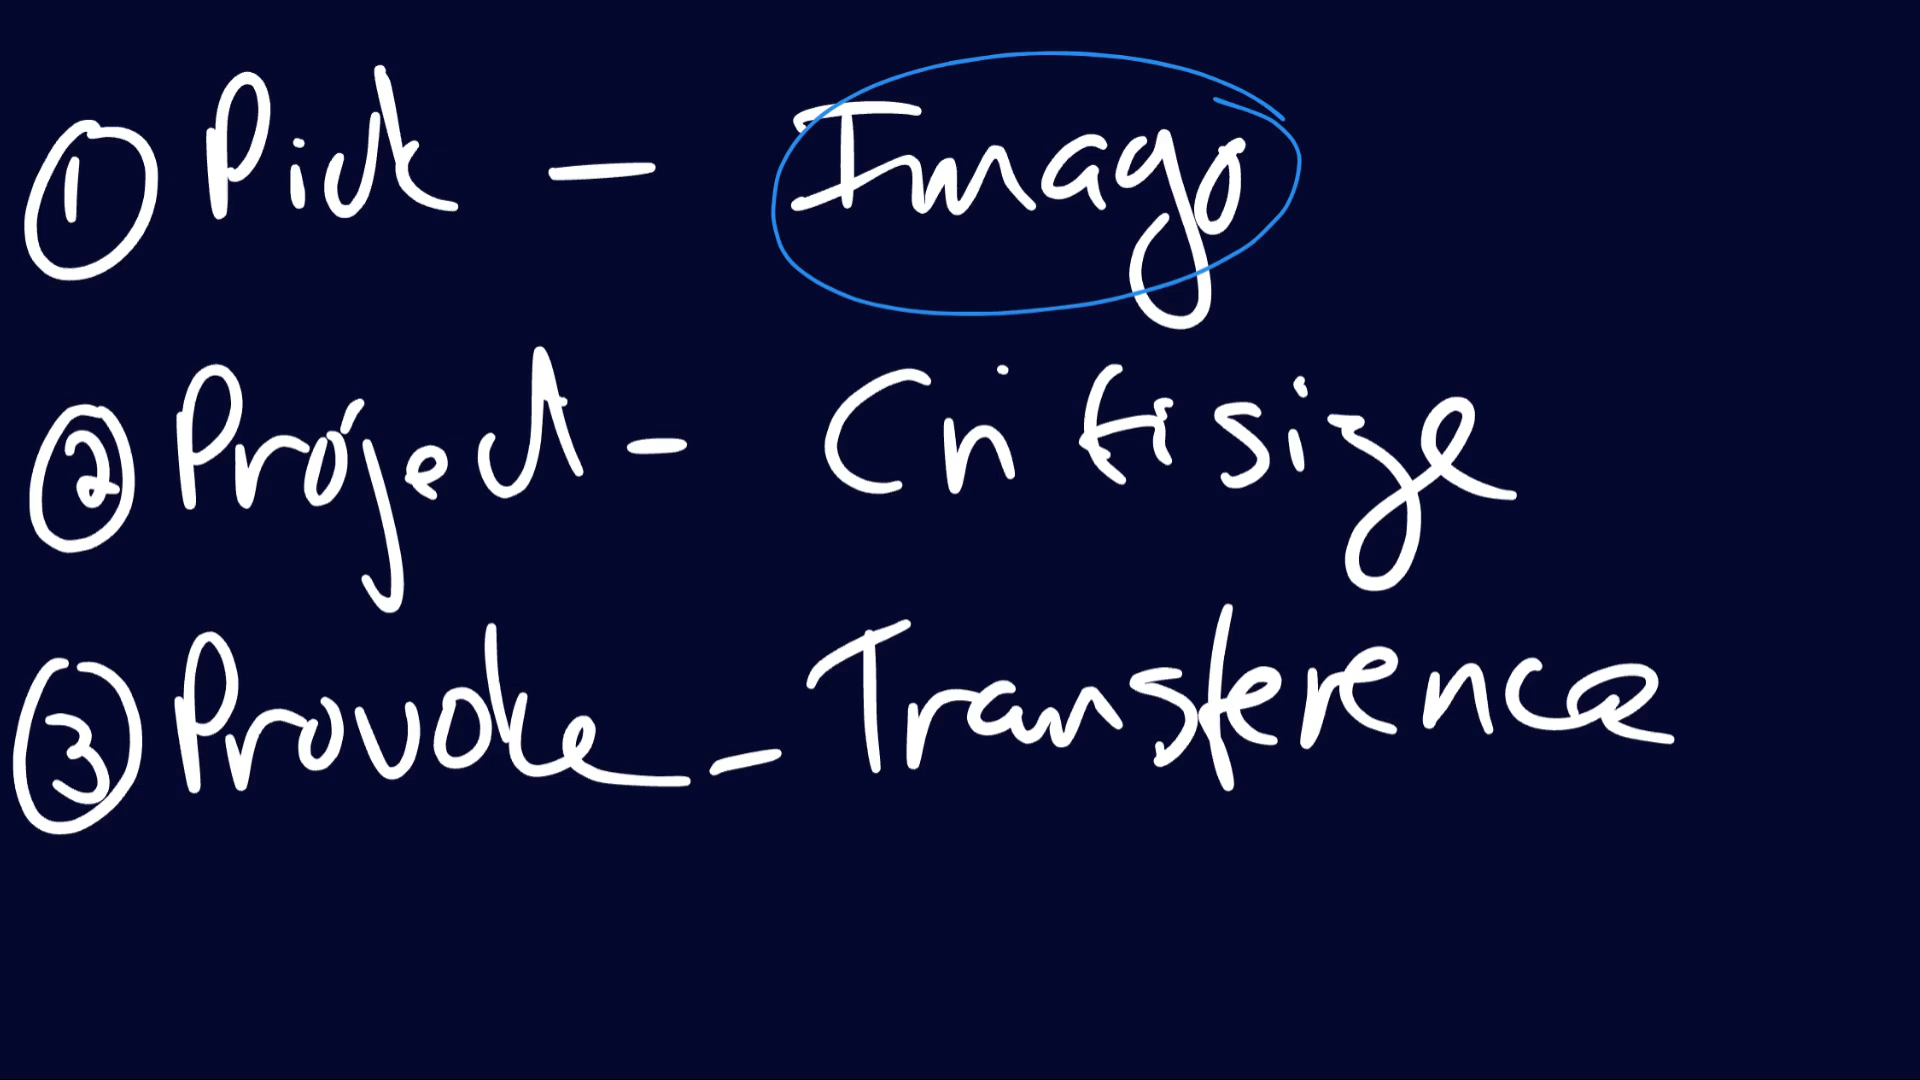 ① Pick - Imago
② Project - Critisize
③ Provoke - Transference